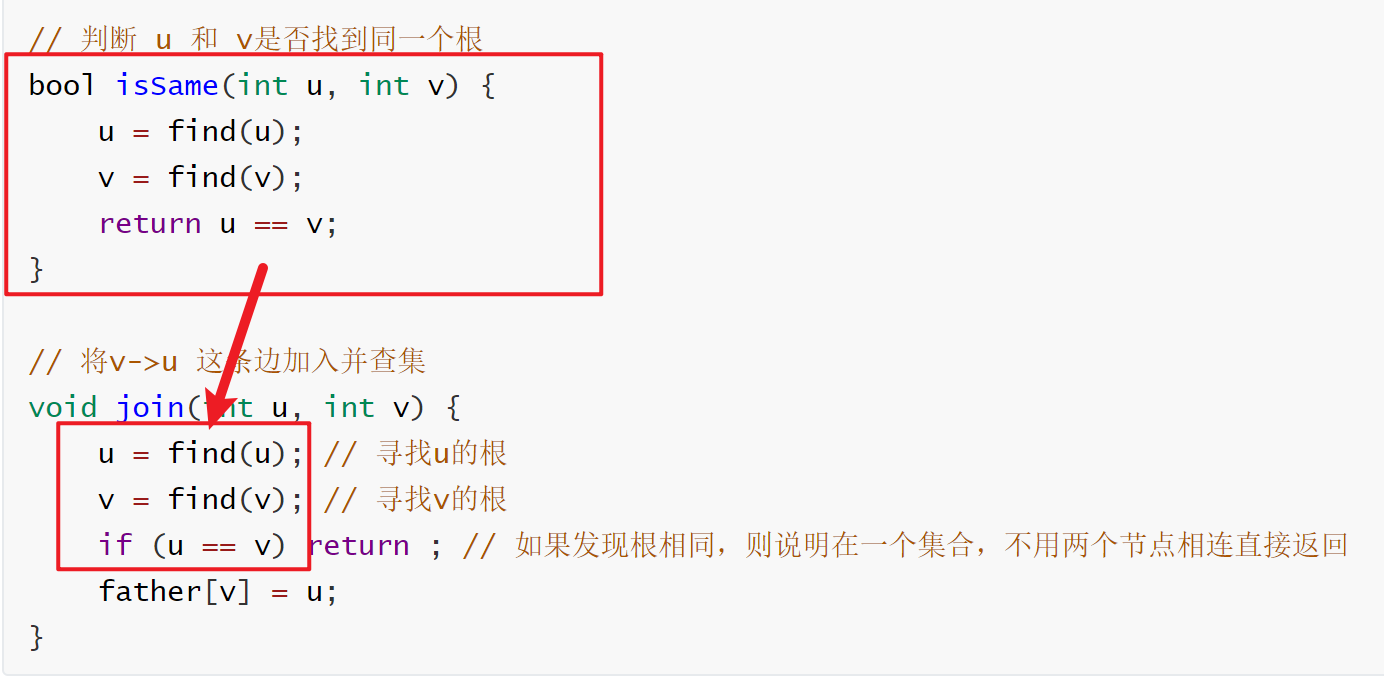 // 判断 u 和 v是否找到同一个根
bool isSame(int u, int v) {
    u = find(u);
    v = find(v);
    return u == v;
}
// 将v->u 这条边加入并查集
void join(int u, int v) {
    u = find(u); // 寻找u的根
    v = find(v); // 寻找v的根
    if (u == v) return ; // 如果发现根相同，则说明在一个集合，不用两个节点相连直接返回
    father[v] = u;
}